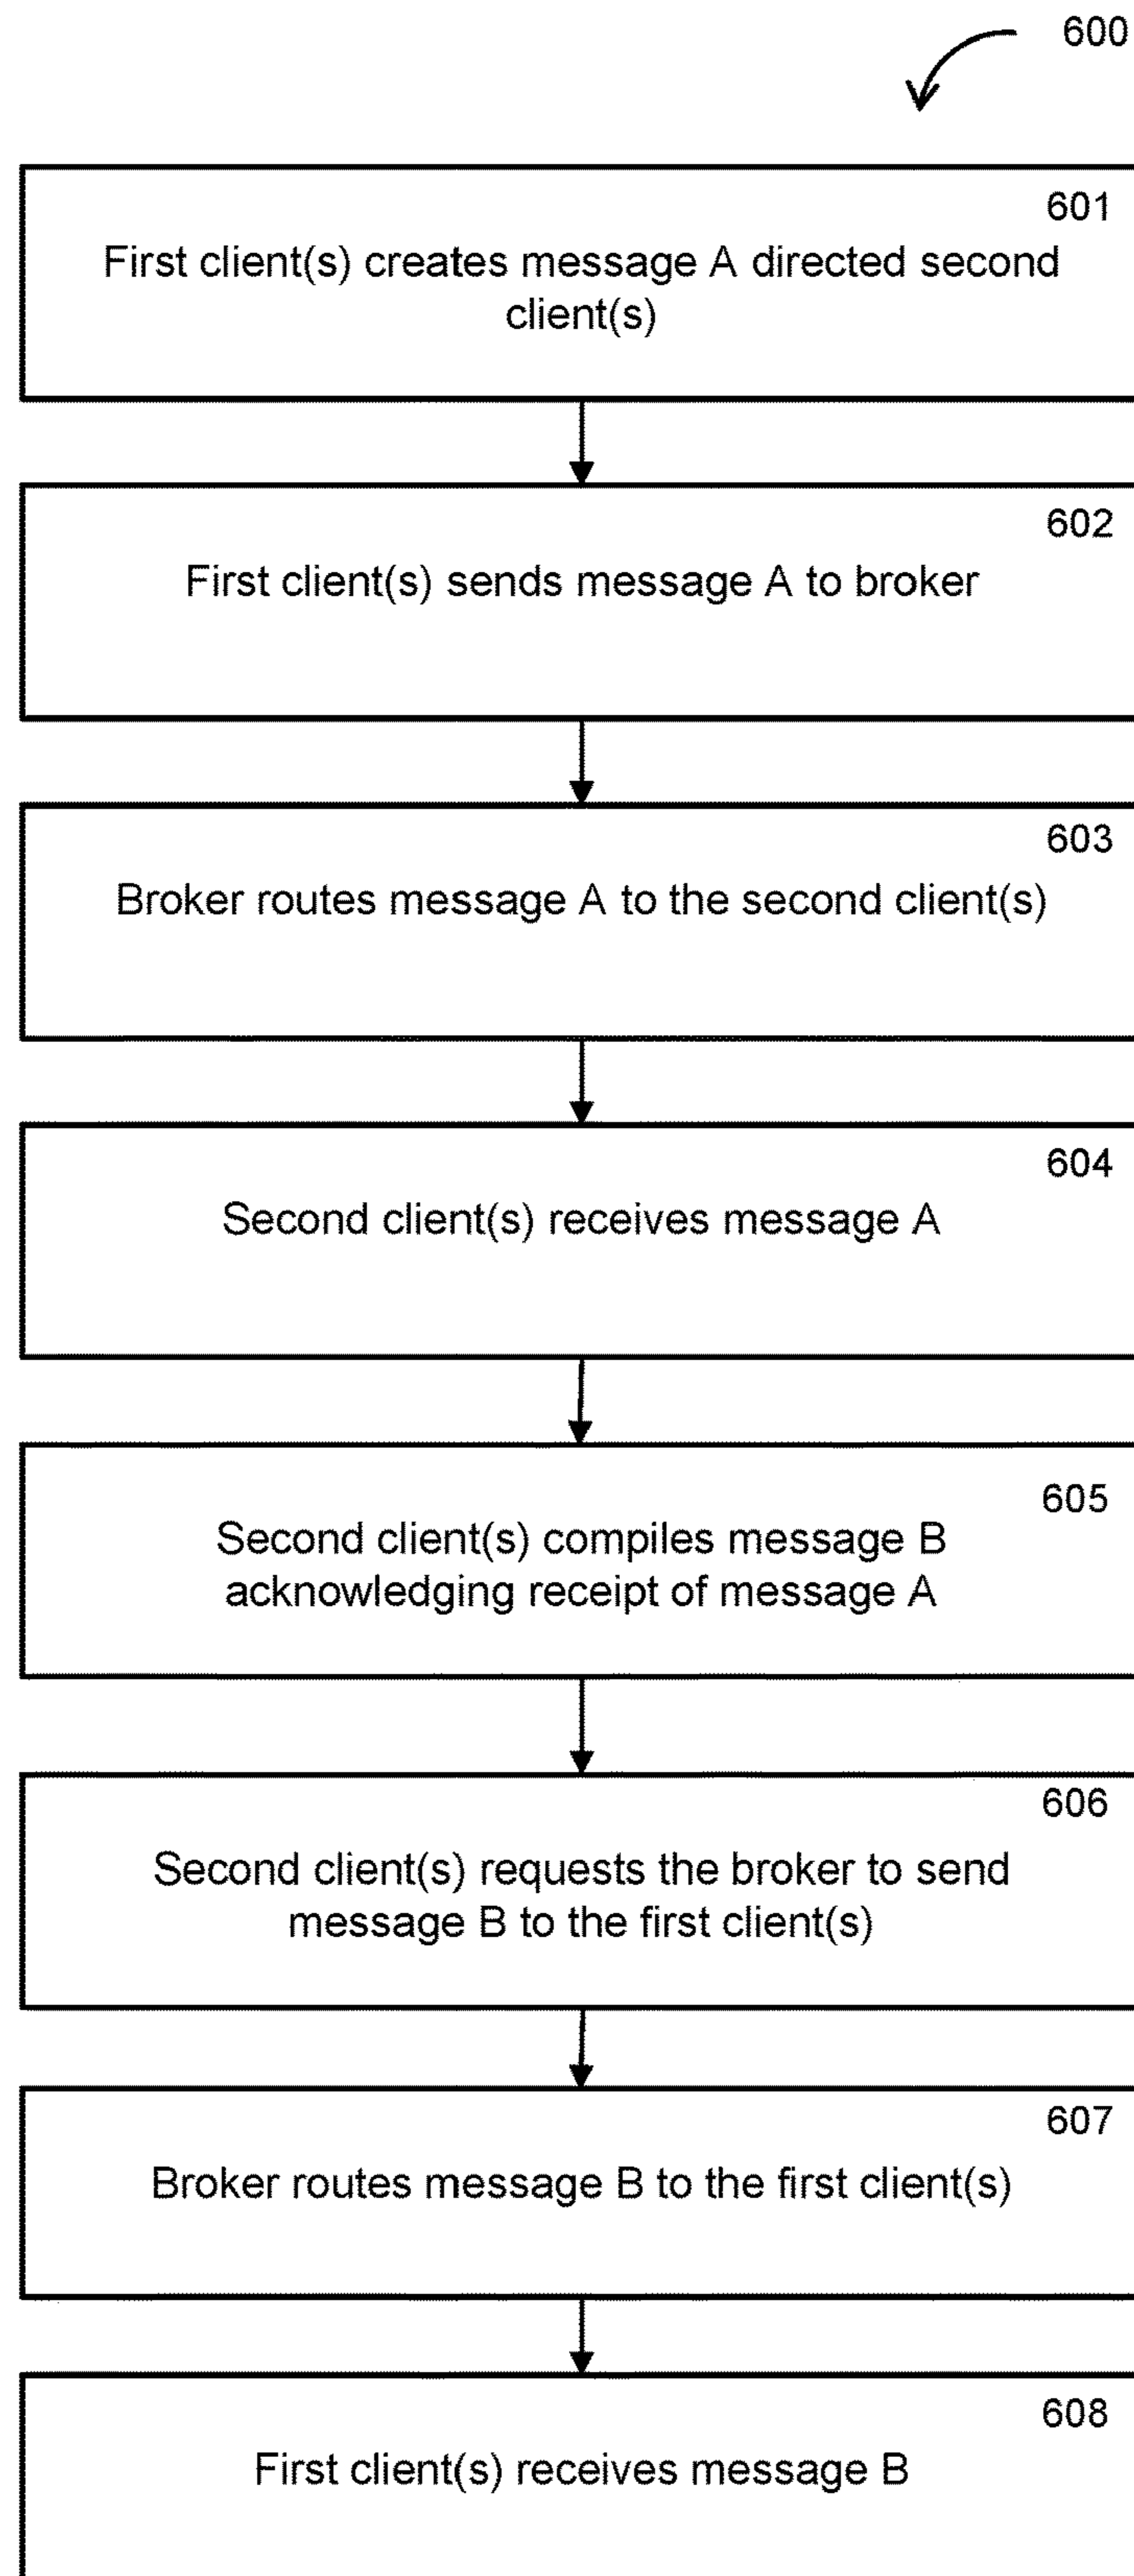 600
601
First client(s) creates message A directed second
client(s)
602
First client(s) sends message A to broker
603
Broker routes message A to the second client(s)
604
Second client(s) receives message A
605
Second client(s) compiles message B
acknowledging receipt of message A
606
Second client(s) requests the broker to send
message B to the first client(s)
607
Broker routes message B to the first client(s)
608
First client(s) receives message B